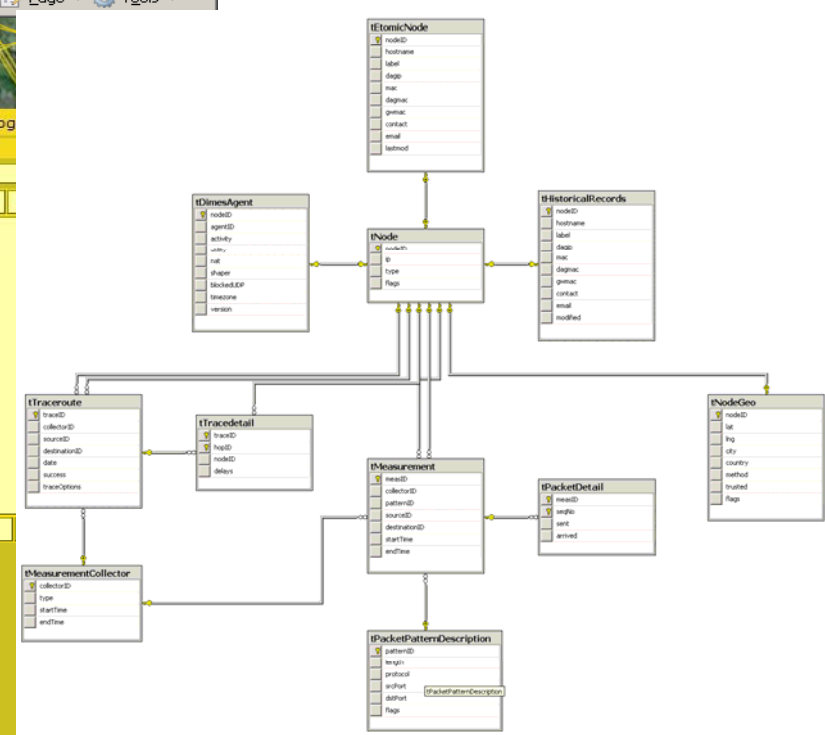 Page
Tools
og
tEtomicNode
nodeID
hostname
label
dagip
mac
dagmac
gwmac
contact
email
lastmod
tDimesAgent
nodeID
agentID
activity
nat
shaper
blockedUDP
timezone
version
tNode
nodeID
ip
type
flags
tHistoricalRecords
nodeID
hostname
label
dagip
mac
dagmac
gwmac
contact
email
modified
tTraceroute
traceID
collectorID
sourceID
destinationID
date
success
traceOptions
tTracedetail
traceID
hopID
nodeID
delays
tNodeGeo
nodeID
lat
lng
city
country
method
trusted
flags
tMeasurement
measID
collectorID
patternID
sourceID
destinationID
startTime
endTime
tPacketDetail
measID
seqNo
sent
arrived
tMeasurementCollector
collectorID
type
startTime
endTime
tPacketPatternDescription
patternID
length
protocol
srcPort
dstPort
flags
tPacketPatternDescription